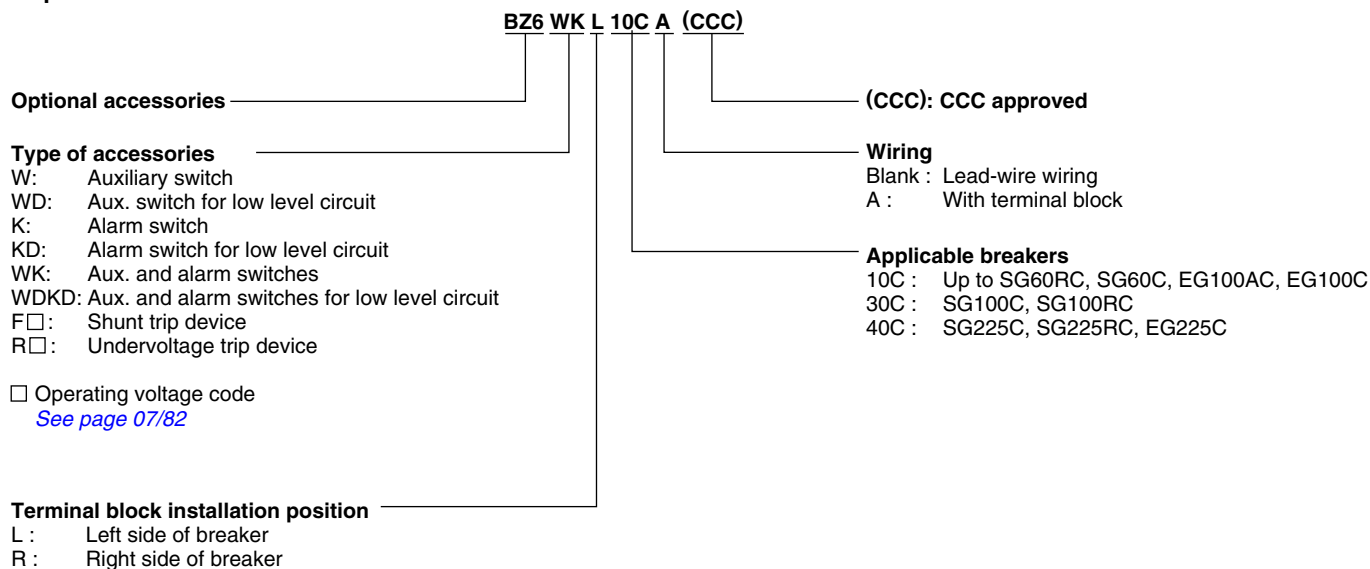 BZ6 WK L 10C A (CCC)
Optional accessories
(CCC): CCC approved
Type of accessories
W: Auxiliary switch
WD: Aux. switch for low level circuit
K: Alarm switch
KD: Alarm switch for low level circuit
WK: Aux. and alarm switches
WDKD: Aux. and alarm switches for low level circuit
F□: Shunt trip device
R□: Undervoltage trip device
□ Operating voltage code
See page 07/82
Wiring
Blank : Lead-wire wiring
A : With terminal block
Applicable breakers
10C : Up to SG60RC, SG60C, EG100AC, EG100C
30C : SG100C, SG100RC
40C : SG225C, SG225RC, EG225C
Terminal block installation position
L : Left side of breaker
R : Right side of breaker